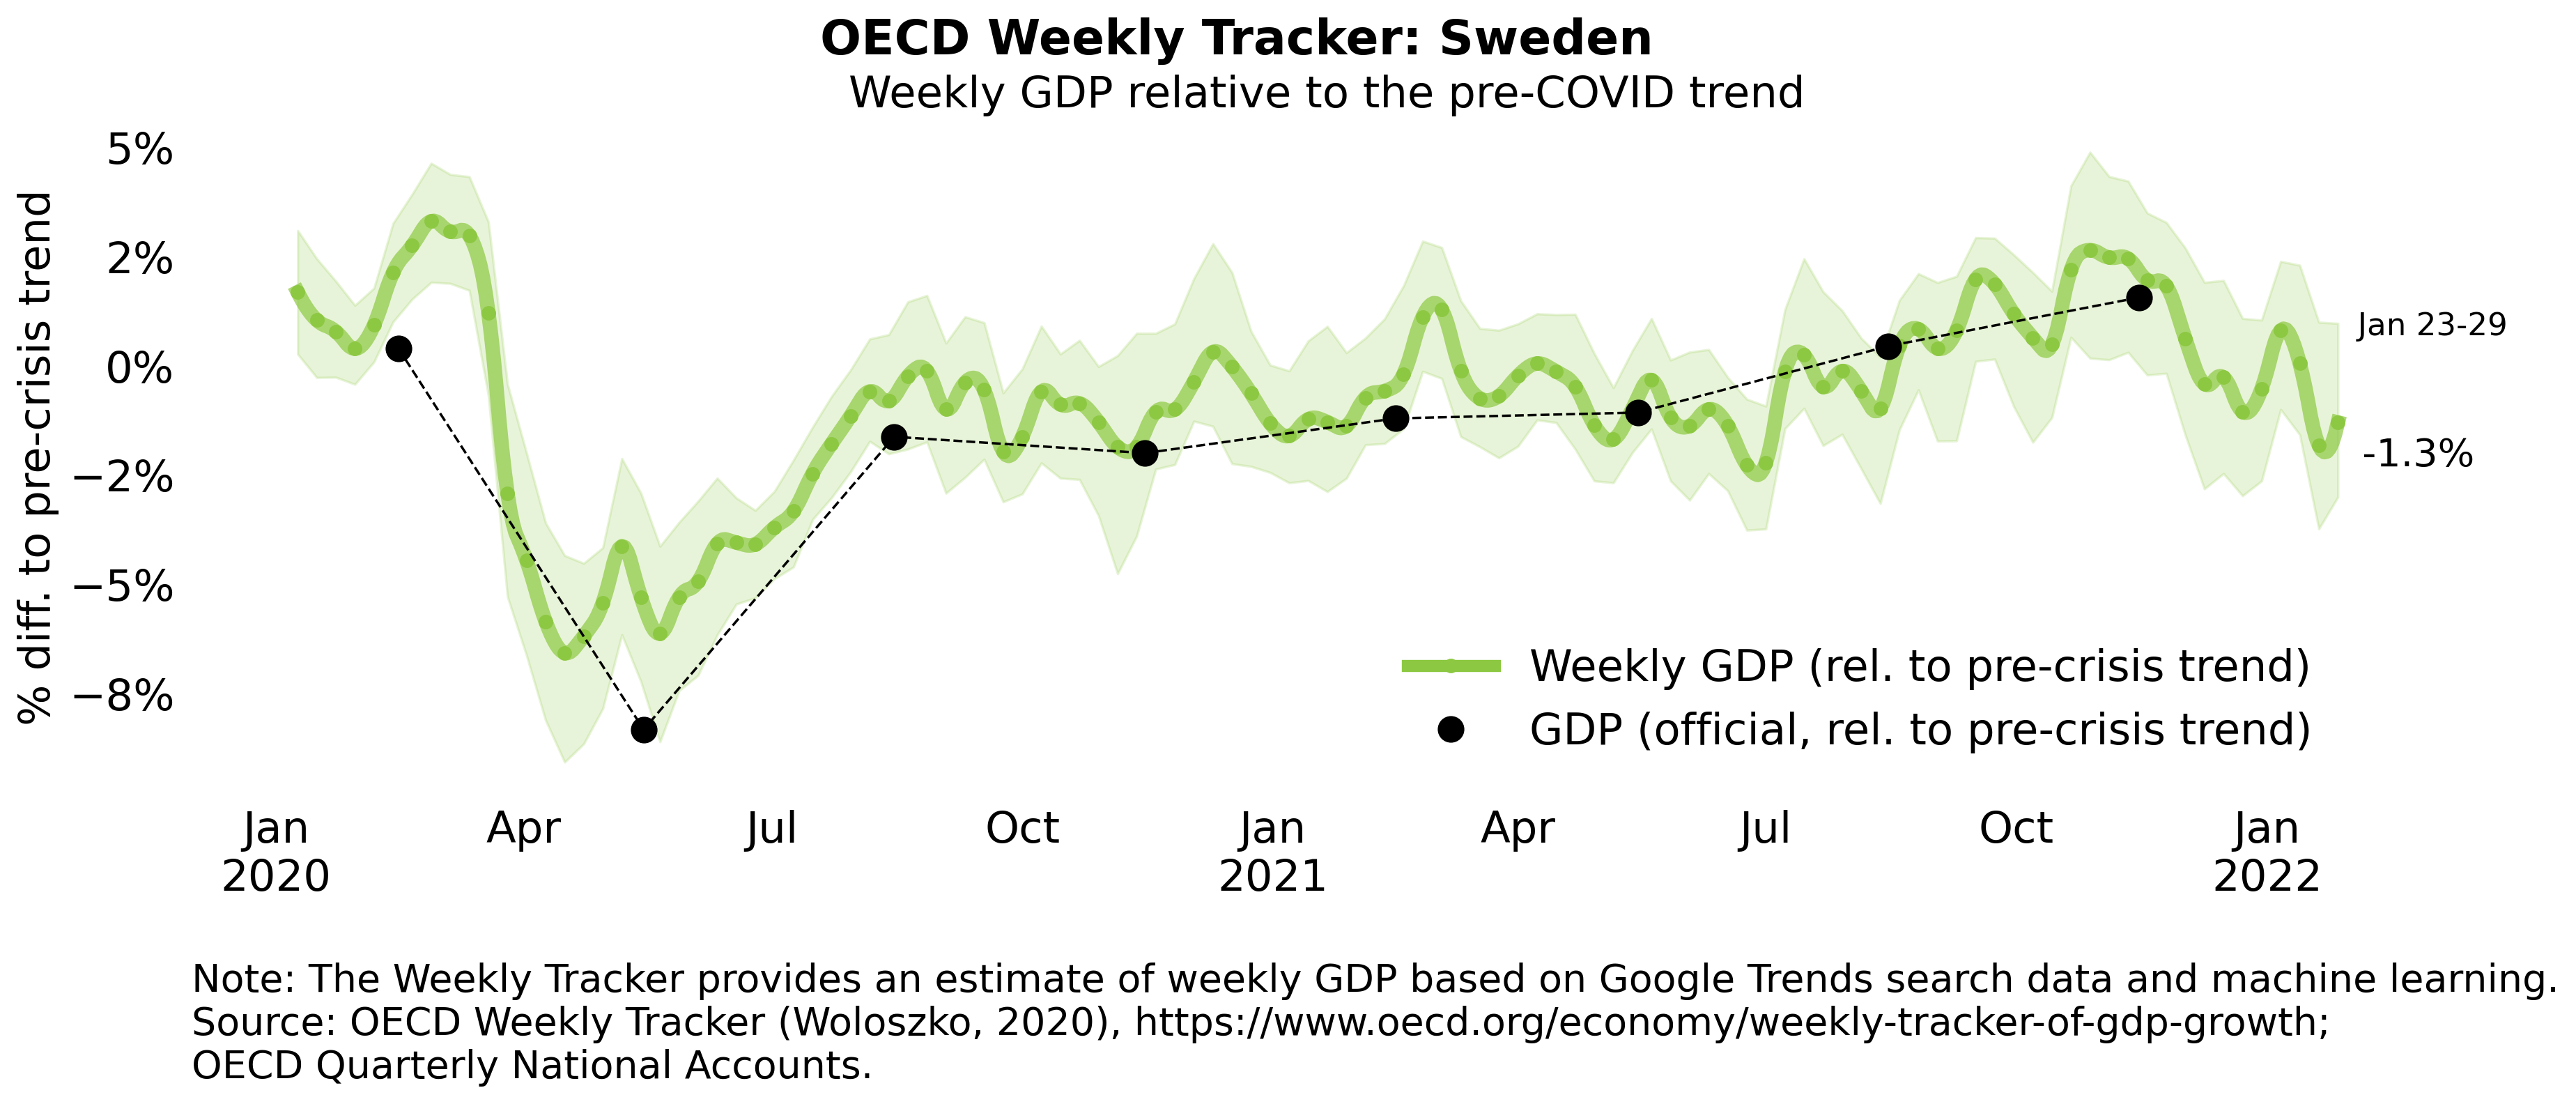 OECD Weekly Tracker: Sweden
Weekly GDP relative to the pre-COVID trend
% diff. to pre-crisis trend
5%
2%
0%
−2%
−5%
−8%
Jan 23-29
-1.3%
Weekly GDP (rel. to pre-crisis trend)
GDP (official, rel. to pre-crisis trend)
Jan Apr Jul Oct Jan Apr Jul Oct Jan
2020 2021 2022
Note: The Weekly Tracker provides an estimate of weekly GDP based on Google Trends search data and machine learning.
Source: OECD Weekly Tracker (Woloszko, 2020), https://www.oecd.org/economy/weekly-tracker-of-gdp-growth;
OECD Quarterly National Accounts.